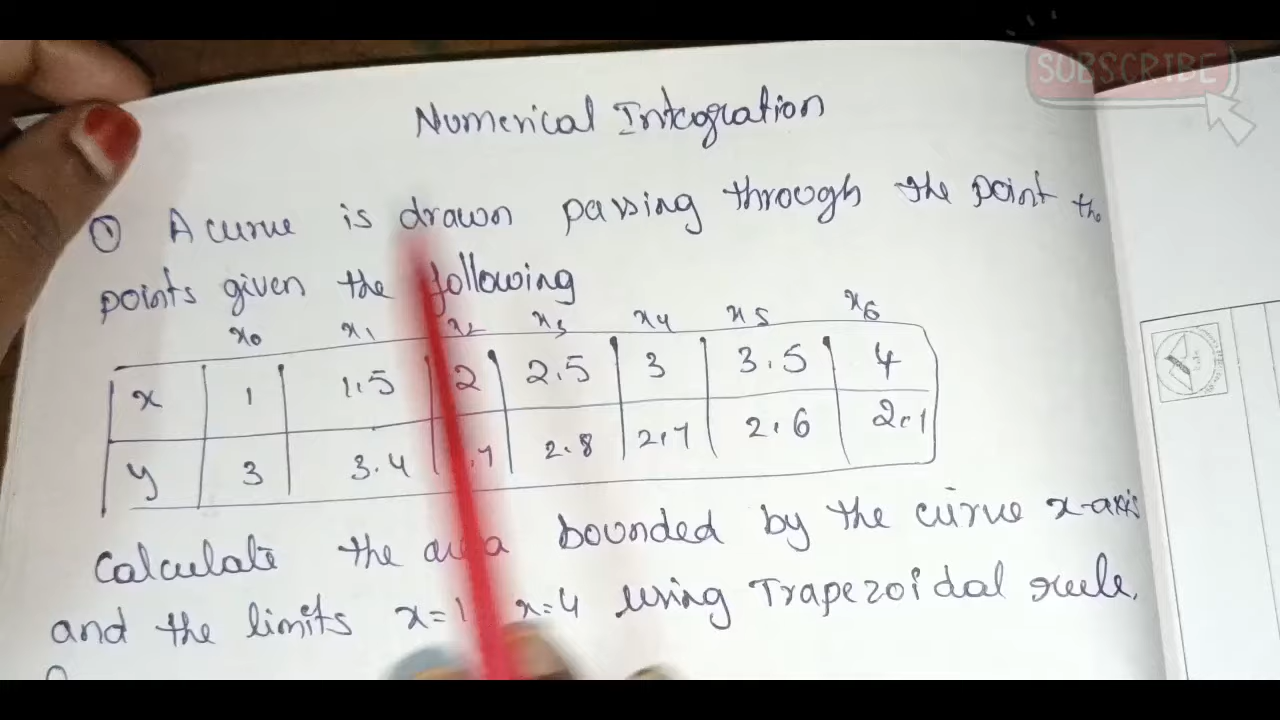 SUBSCRIBE
Numerical Integration
① A curve is drawn passing through the point the
points given the following
x0 x1 x2 x3 x4 x5 x6
x 1 1.5 2 2.5 3 3.5 4
y 3 3.4 2.8 2.7 2.6 2.1
Calculate the area bounded by the curve x-axis
and the limits x=1 x=4 using Trapezoidal rule.